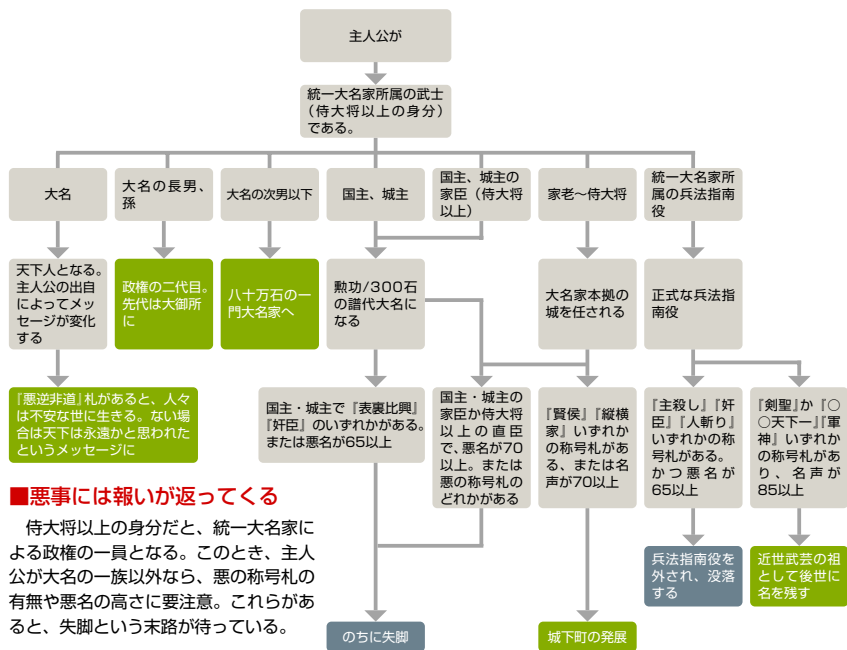 主人公が
統一大名家所属の武士
（侍大将以上の身分）
である。
大名
大名の長男、
孫
大名の次男以下
国主、城主
国主、城主の
家臣（侍大将
以上）
家老〜侍大将
統一大名家所
属の兵法指南
役
天下人となる。
主人公の出自
によってメッ
セージが変化
する
政権の二代目。
先代は大御所
に
八十万石の一
門大名家へ
勲功/300石
の譜代大名に
なる
大名家本拠の
城を任される
正式な兵法指
南役
『悪逆非道』札があると、人々
は不安な世に生きる。ない場
合は天下は永遠かと思われた
というメッセージに
国主・城主で『表裏比興』
『奸臣』のいずれかがある。
または悪名が65以上
国主・城主の
家臣か侍大将
以上の直臣
で、悪名が70
以上。または
悪の称号札の
どれかがある
『賢侯』『縦横
家』いずれか
の称号札があ
る、または名
声が70以上
『主殺し』『奸
臣』『人斬り』
いずれかの称
号札がある。
かつ悪名が
65以上
『剣聖』か『○
○天下一』『軍
神』いずれか
の称号札があ
り、名声が
85以上
■悪事には報いが返ってくる
侍大将以上の身分だと、統一大名家に
よる政権の一員となる。このとき、主人
公が大名の一族以外なら、悪の称号札の
有無や悪名の高さに要注意。これらがあ
ると、失脚という末路が待っている。
のちに失脚
城下町の発展
兵法指南役を
外され、没落
する
近世武芸の祖
として後世に
名を残す